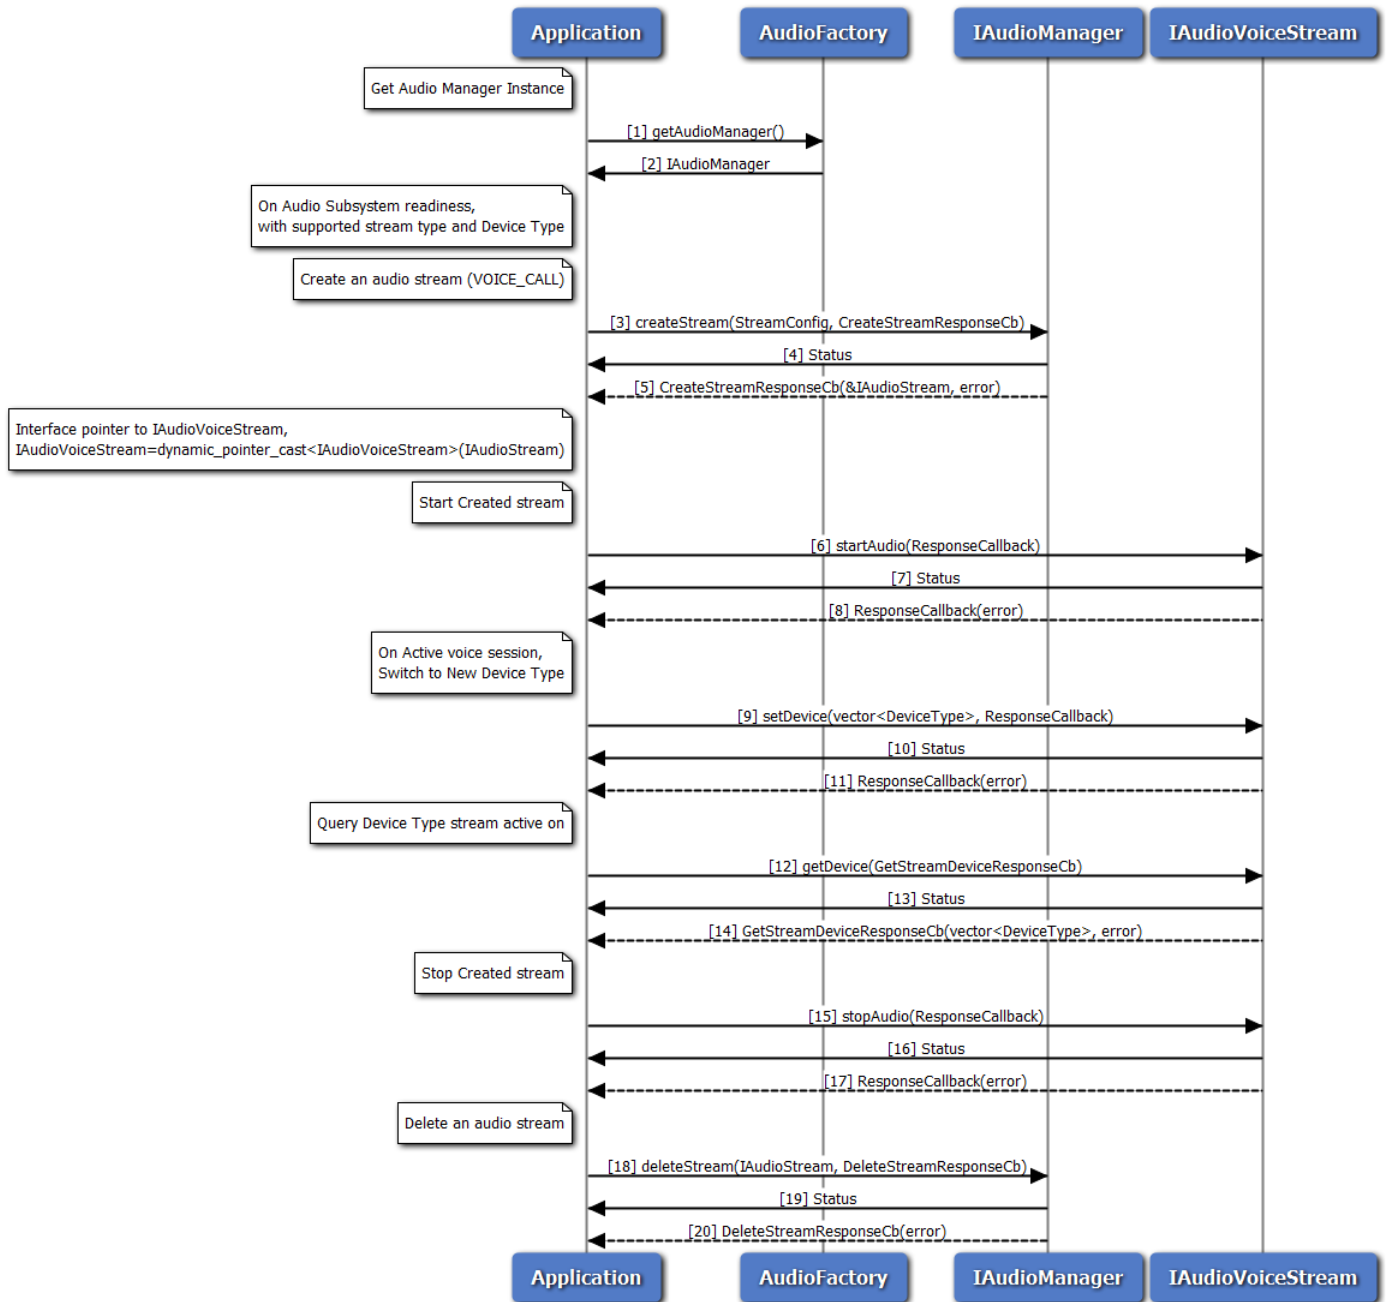 Application
AudioFactory
IAudioManager
IAudioVoiceStream
Get Audio Manager Instance
[1] getAudioManager()
[2] IAudioManager
On Audio Subsystem readiness,
with supported stream type and Device Type
Create an audio stream (VOICE_CALL)
[3] createStream(StreamConfig, CreateStreamResponseCb)
[4] Status
[5] CreateStreamResponseCb(&IAudioStream, error)
Interface pointer to IAudioVoiceStream,
IAudioVoiceStream=dynamic_pointer_cast<IAudioVoiceStream>(IAudioStream)
Start Created stream
[6] startAudio(ResponseCallback)
[7] Status
[8] ResponseCallback(error)
On Active voice session,
Switch to New Device Type
[9] setDevice(vector<DeviceType>, ResponseCallback)
[10] Status
[11] ResponseCallback(error)
Query Device Type stream active on
[12] getDevice(GetStreamDeviceResponseCb)
[13] Status
[14] GetStreamDeviceResponseCb(vector<DeviceType>, error)
Stop Created stream
[15] stopAudio(ResponseCallback)
[16] Status
[17] ResponseCallback(error)
Delete an audio stream
[18] deleteStream(IAudioStream, DeleteStreamResponseCb)
[19] Status
[20] DeleteStreamResponseCb(error)
Application
AudioFactory
IAudioManager
IAudioVoiceStream